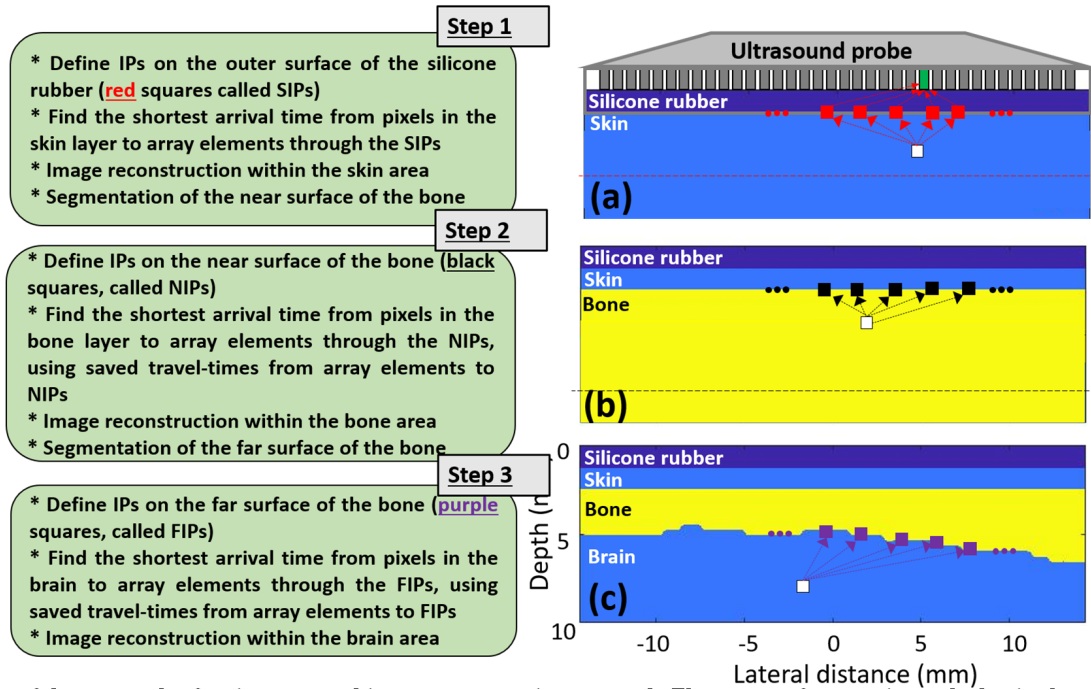 Step 1
* Define IPs on the outer surface of the silicone
rubber (red squares called SIPs)
* Find the shortest arrival time from pixels in the
skin layer to array elements through the SIPs
* Image reconstruction within the skin area
* Segmentation of the near surface of the bone
Step 2
* Define IPs on the near surface of the bone (black
squares, called NIPs)
* Find the shortest arrival time from pixels in the
bone layer to array elements through the NIPs,
using saved travel-times from array elements to
NIPs
* Image reconstruction within the bone area
* Segmentation of the far surface of the bone
Step 3
* Define IPs on the far surface of the bone (purple
squares, called FIPs)
* Find the shortest arrival time from pixels in the
brain to array elements through the FIPs, using
saved travel-times from array elements to FIPs
* Image reconstruction within the brain area
Ultrasound probe
Silicone rubber
Skin
(a)
Silicone rubber
Skin
Bone
(b)
Silicone rubber
Skin
Bone
Brain
(c)
Depth (
0
5
10
-10 -5 0 5 10
Lateral distance (mm)